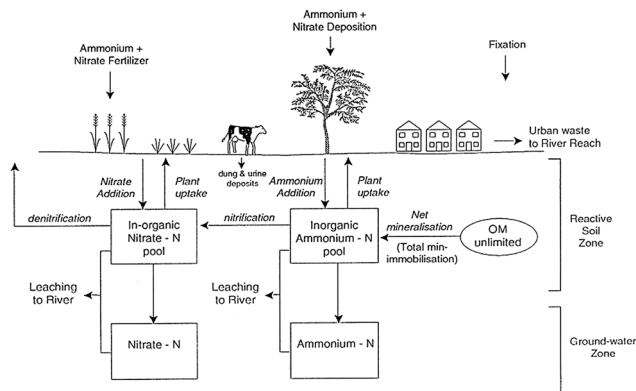 Ammonium +
Nitrate Fertilizer
Ammonium +
Nitrate Deposition
Fixation
Urban waste
to River Reach
dung & urine
deposits
Nitrate
Addition
Plant
uptake
Ammonium
Addition
Plant
uptake
denitrification
In-organic
Nitrate - N
pool
nitrification
Inorganic
Ammonium - N
pool
Net
mineralisation
(Total min-
immobilisation)
OM
unlimited
Reactive
Soil
Zone
Leaching
to River
Leaching
to River
Nitrate - N
Ammonium - N
Ground-water
Zone